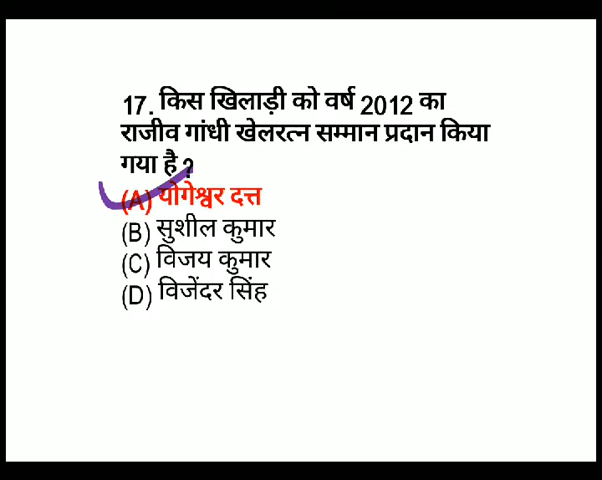 17. किस खिलाड़ी को वर्ष 2012 का
राजीव गांधी खेलरत्न सम्मान प्रदान किया
गया है ?
(A) योगेश्वर दत्त
(B) सुशील कुमार
(C) विजय कुमार
(D) विजेंदर सिंह